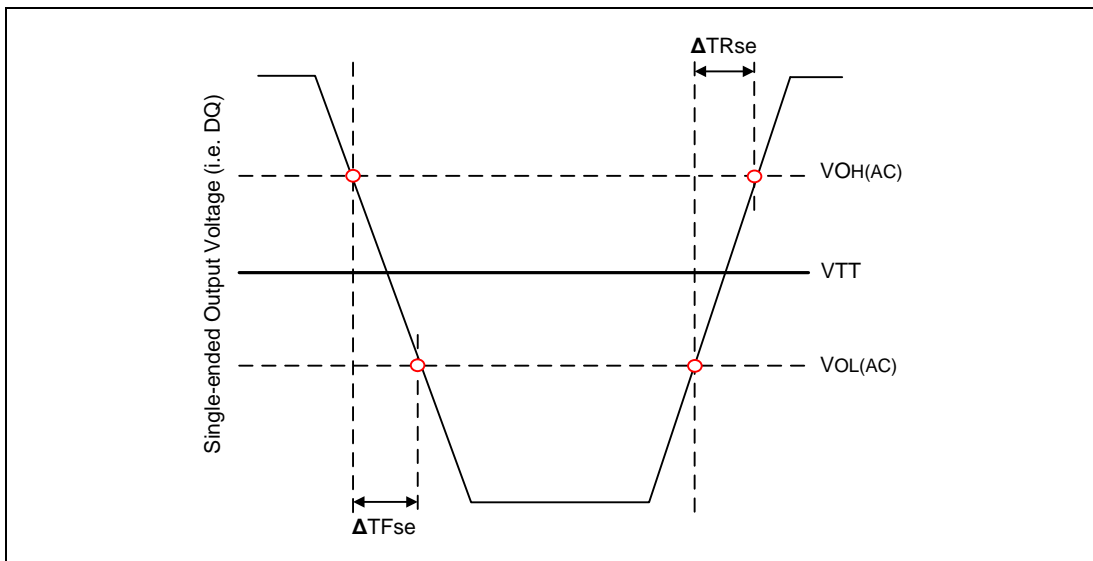 ΔTRse
Single-ended Output Voltage (i.e. DQ)
VOH(AC)
VTT
VOL(AC)
ΔTFse